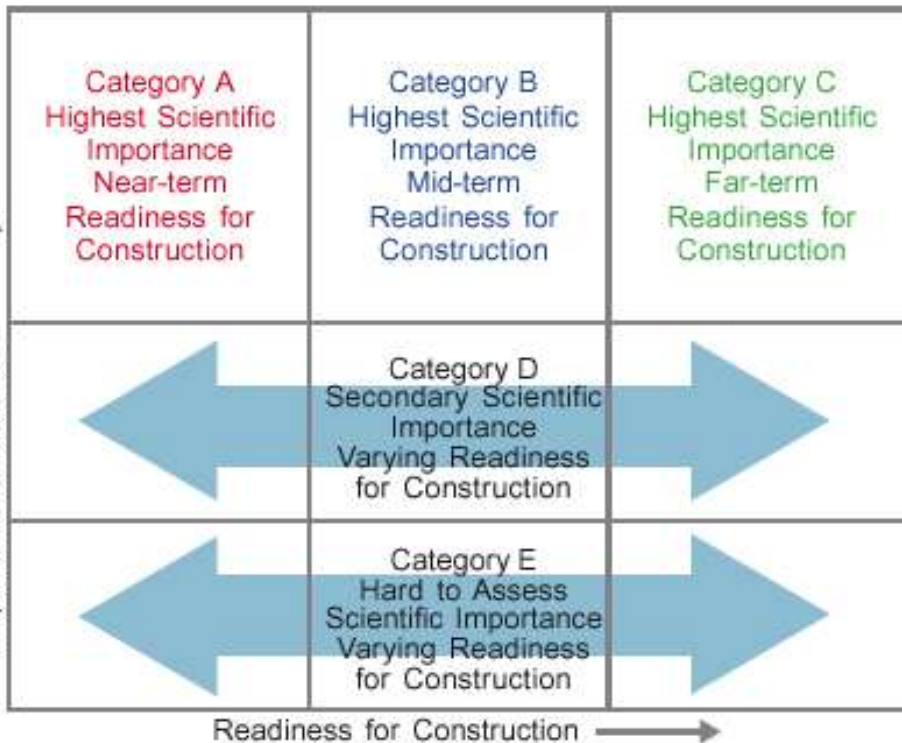 Category A
Highest Scientific
Importance
Near-term
Readiness for
Construction
Category B
Highest Scientific
Importance
Mid-term
Readiness for
Construction
Category C
Highest Scientific
Importance
Far-term
Readiness for
Construction
Category D
Secondary Scientific
Importance
Varying Readiness
for Construction
Category E
Hard to Assess
Scientific Importance
Varying Readiness
for Construction
Readiness for Construction